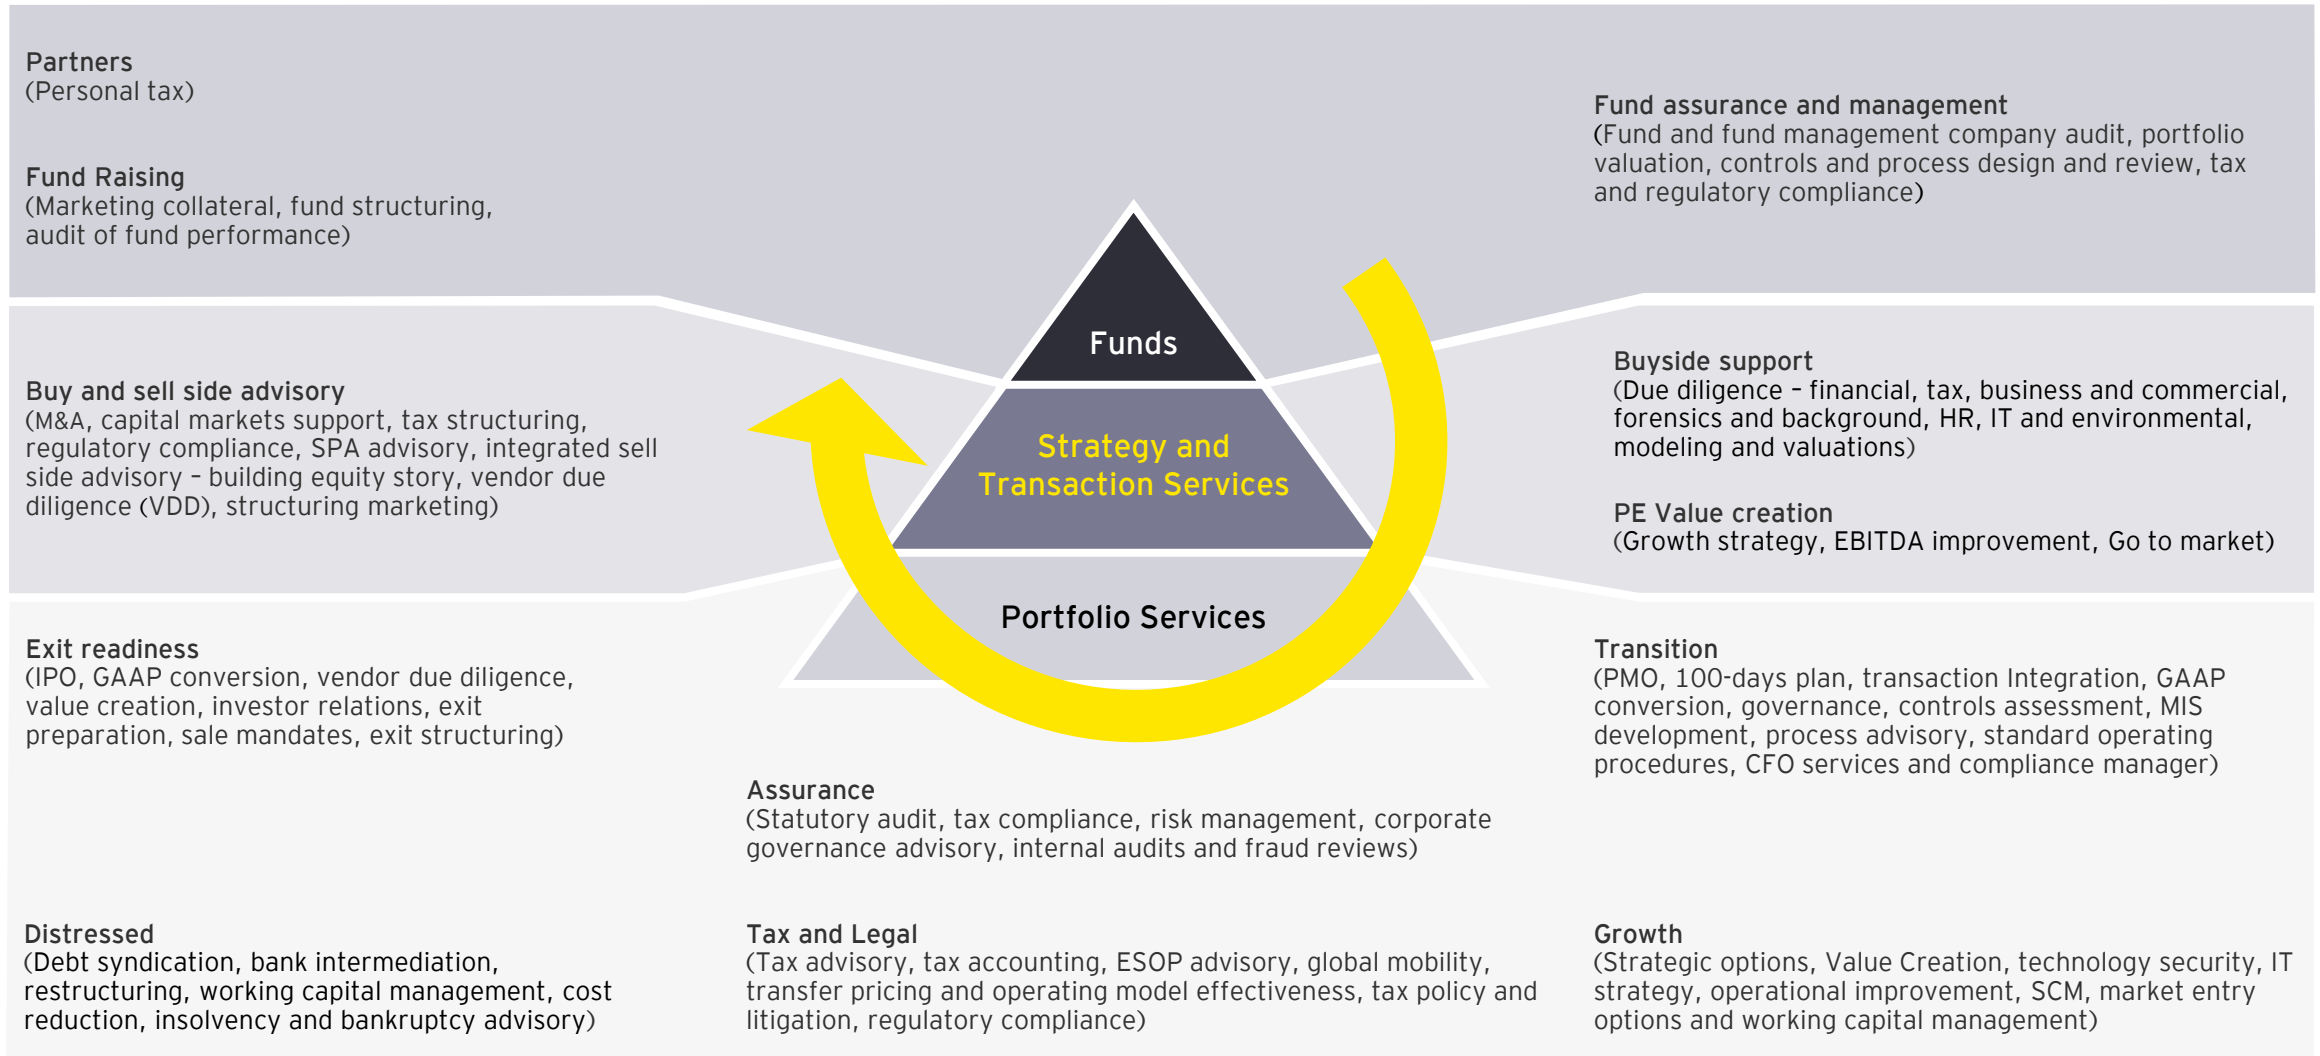 Partners
(Personal tax)
Fund Raising
(Marketing collateral, fund structuring,
audit of fund performance)
Fund assurance and management
(Fund and fund management company audit, portfolio
valuation, controls and process design and review, tax
and regulatory compliance)
Funds
Buy and sell side advisory
(M&A, capital markets support, tax structuring,
regulatory compliance, SPA advisory, integrated sell
side advisory – building equity story, vendor due
diligence (VDD), structuring marketing)
Strategy and
Transaction Services
Buyside support
(Due diligence – financial, tax, business and commercial,
forensics and background, HR, IT and environmental,
modeling and valuations)
PE Value creation
(Growth strategy, EBITDA improvement, Go to market)
Portfolio Services
Exit readiness
(IPO, GAAP conversion, vendor due diligence,
value creation, investor relations, exit
preparation, sale mandates, exit structuring)
Transition
(PMO, 100-days plan, transaction Integration, GAAP
conversion, governance, controls assessment, MIS
development, process advisory, standard operating
procedures, CFO services and compliance manager)
Assurance
(Statutory audit, tax compliance, risk management, corporate
governance advisory, internal audits and fraud reviews)
Distressed
(Debt syndication, bank intermediation,
restructuring, working capital management, cost
reduction, insolvency and bankruptcy advisory)
Tax and Legal
(Tax advisory, tax accounting, ESOP advisory, global mobility,
transfer pricing and operating model effectiveness, tax policy and
litigation, regulatory compliance)
Growth
(Strategic options, Value Creation, technology security, IT
strategy, operational improvement, SCM, market entry
options and working capital management)